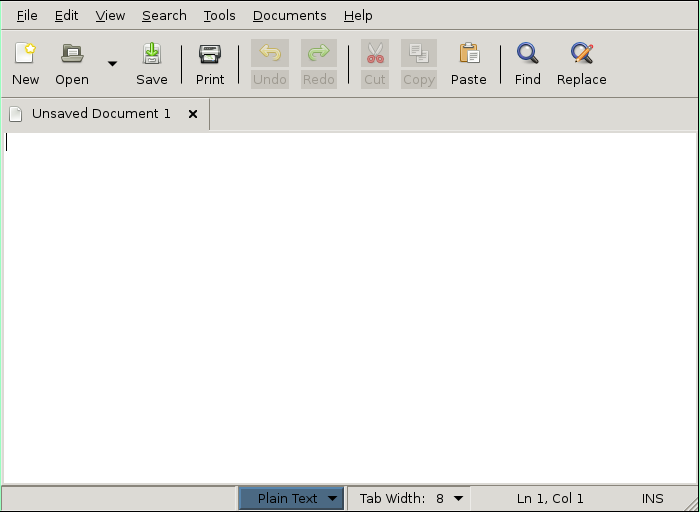 File Edit View Search Tools Documents Help
New Open Save Print Undo Redo Cut Copy Paste Find Replace
Unsaved Document 1
Plain Text Tab Width: 8 Ln 1, Col 1 INS